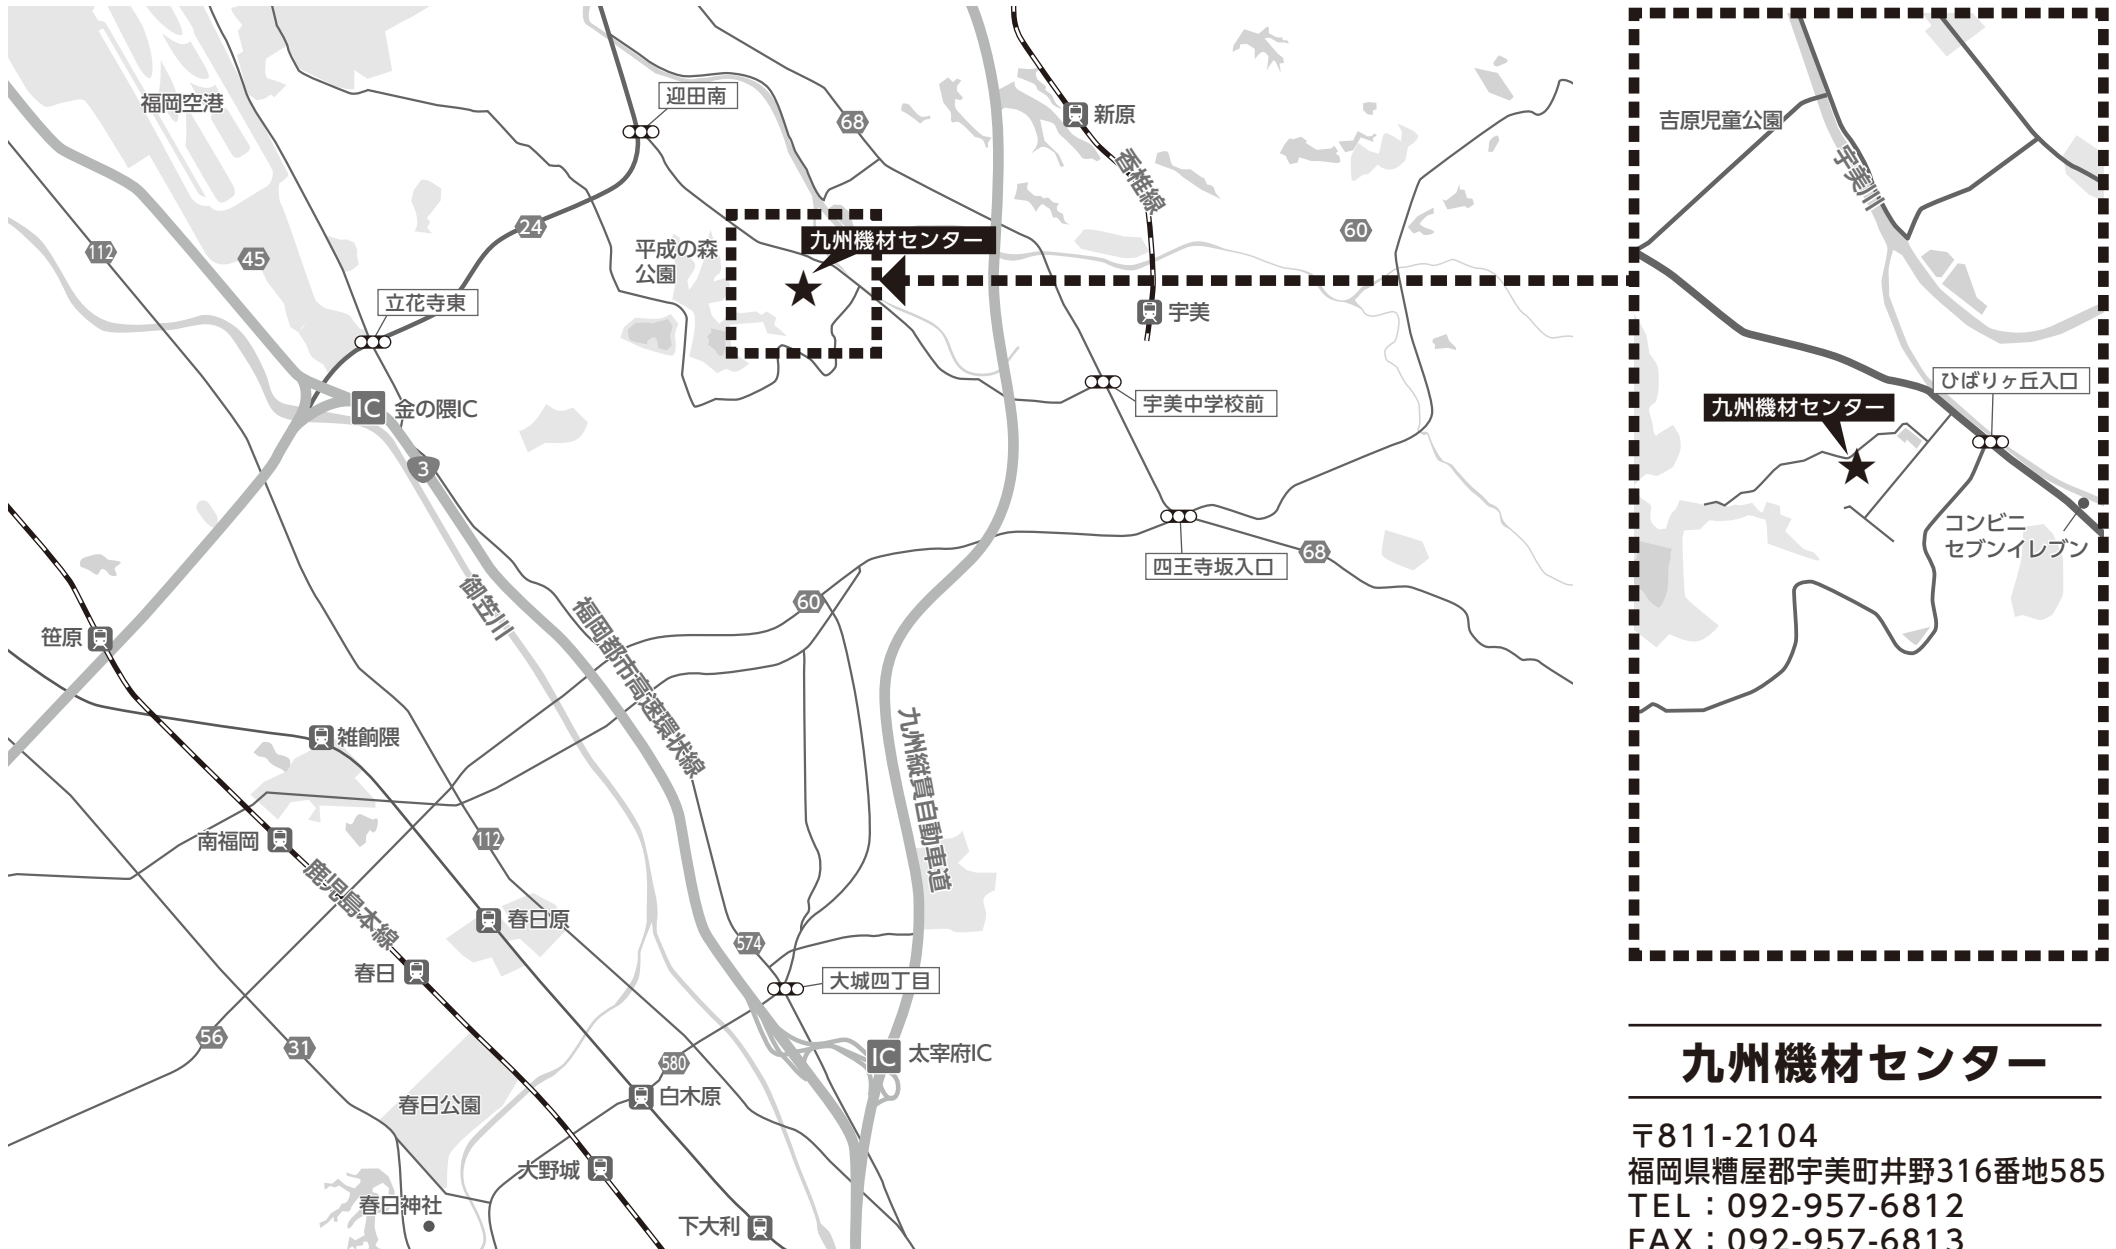 福岡空港
迎田南
68
新原
香椎線
24
112
45
平成の森
公園
九州機材センター
60
立花寺東
宇美
IC
金の隈IC
宇美中学校前
3
四王寺坂入口
68
御笠川
福岡都市高速環状線
60
笹原
九州縦貫自動車道
雑餉隈
南福岡
112
鹿児島本線
春日原
574
春日
大城四丁目
56
31
580
IC
太宰府IC
白木原
春日公園
大野城
春日神社
下大利
吉原児童公園
宇美川
ひばりヶ丘入口
九州機材センター
コンビニ
セブンイレブン
九州機材センター
〒811-2104
福岡県糟屋郡宇美町井野316番地585
TEL：092-957-6812
FAX：092-957-6813